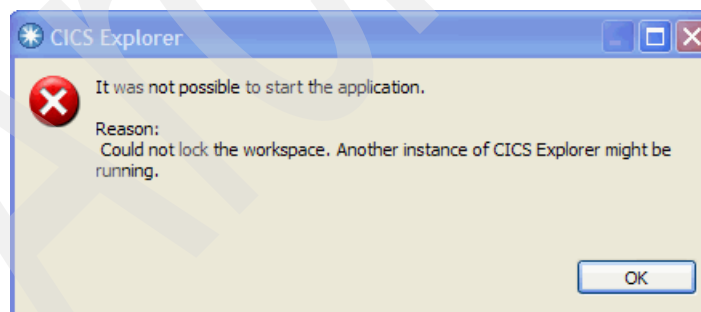 CICS Explorer
It was not possible to start the application.
Reason:
Could not lock the workspace. Another instance of CICS Explorer might be
running.
OK